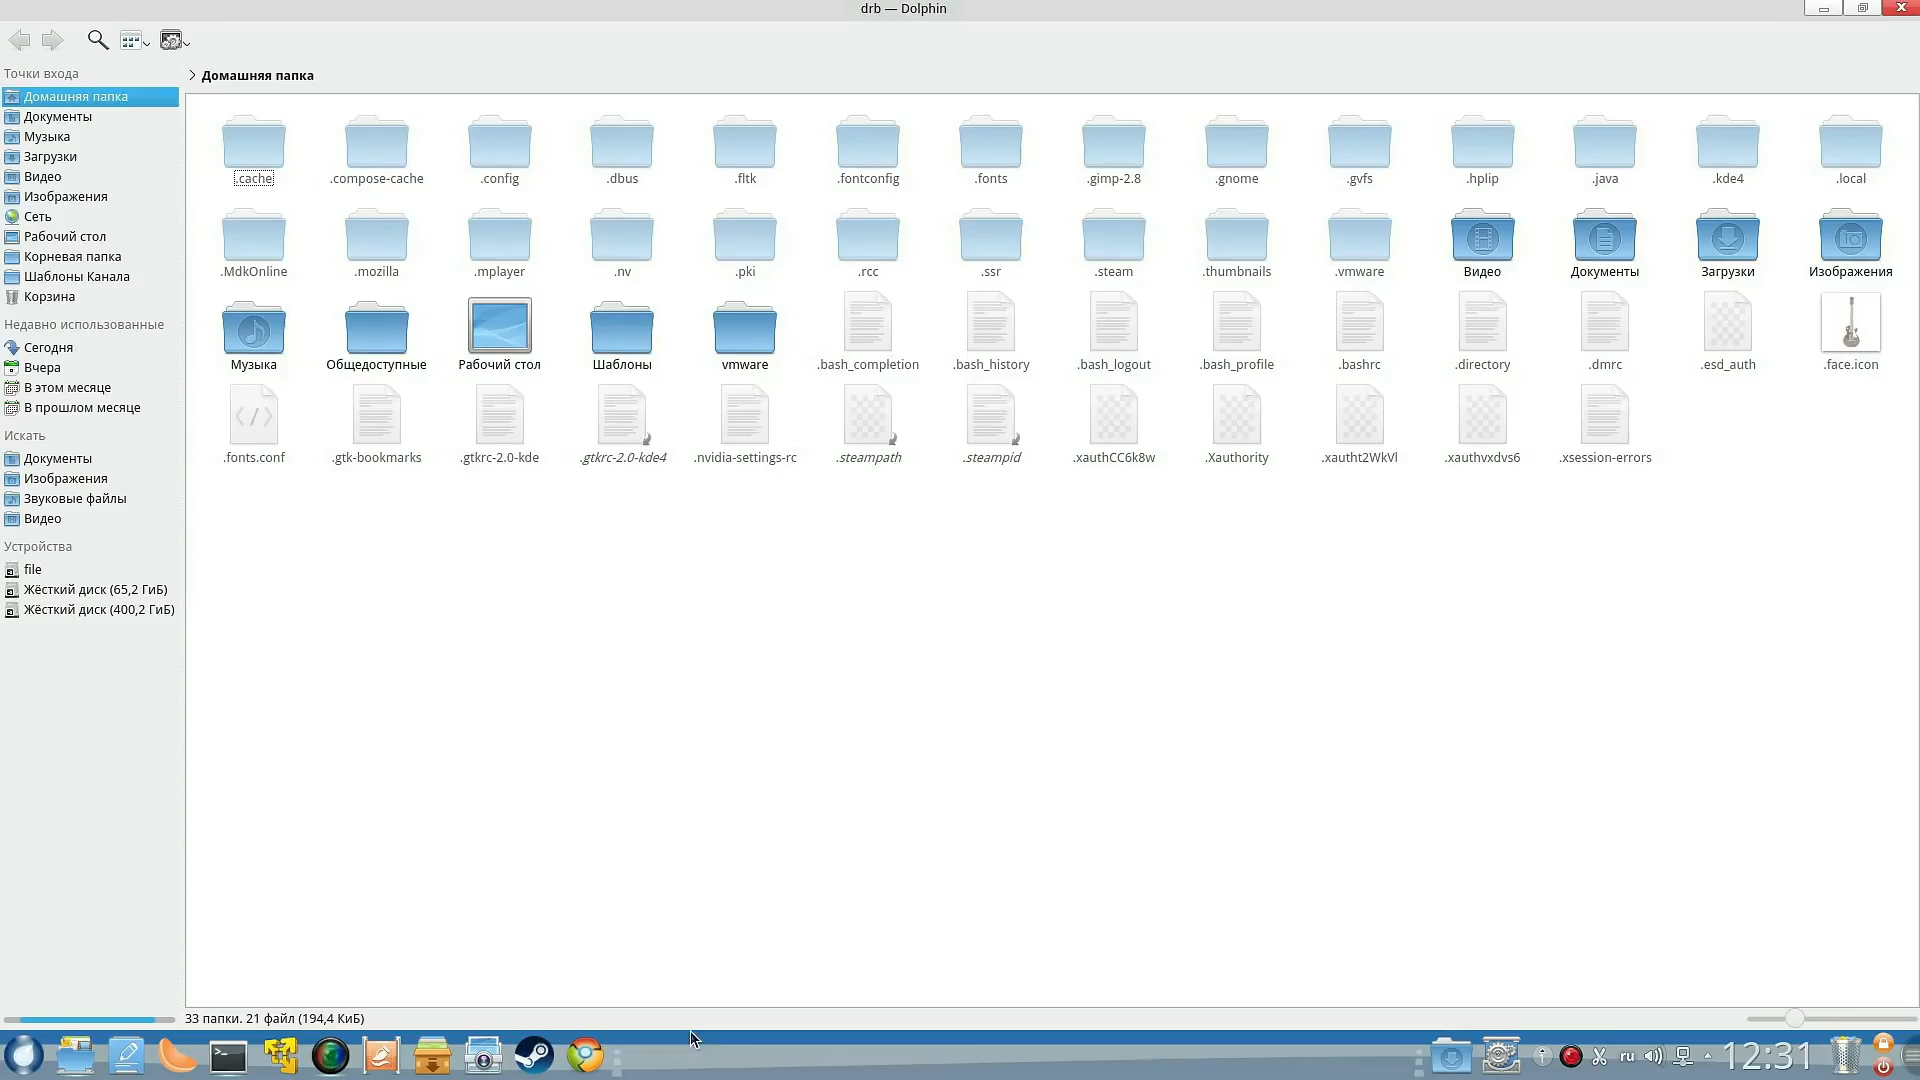 drb — Dolphin
Точки входа
Домашняя папка
Документы
Музыка
Загрузки
Видео
Изображения
Сеть
Рабочий стол
Корневая папка
Шаблоны Канала
Корзина
Недавно использованные
Сегодня
Вчера
В этом месяце
В прошлом месяце
Искать
Документы
Изображения
Звуковые файлы
Видео
Устройства
file
Жёсткий диск (65,2 ГиБ)
Жёсткий диск (400,2 ГиБ)
Домашняя папка
.cache .compose-cache .config .dbus .fltk .fontconfig .fonts .gimp-2.8 .gnome .gvfs .hplip .java .kde4 .local
.MdkOnline .mozilla .mplayer .nv .pki .rcc .ssr .steam .thumbnails .vmware Видео Документы Загрузки Изображения
Музыка Общедоступные Рабочий стол Шаблоны vmware .bash_completion .bash_history .bash_logout .bash_profile .bashrc .directory .dmrc .esd_auth .face.icon
.fonts.conf .gtk-bookmarks .gtkrc-2.0-kde .gtkrc-2.0-kde4 .nvidia-settings-rc .steampath .steampid .xauthCC6k8w .Xauthority .xautht2WkVl .xauthvxdvs6 .xsession-errors
33 папки. 21 файл (194,4 КиБ)
ru 12:31